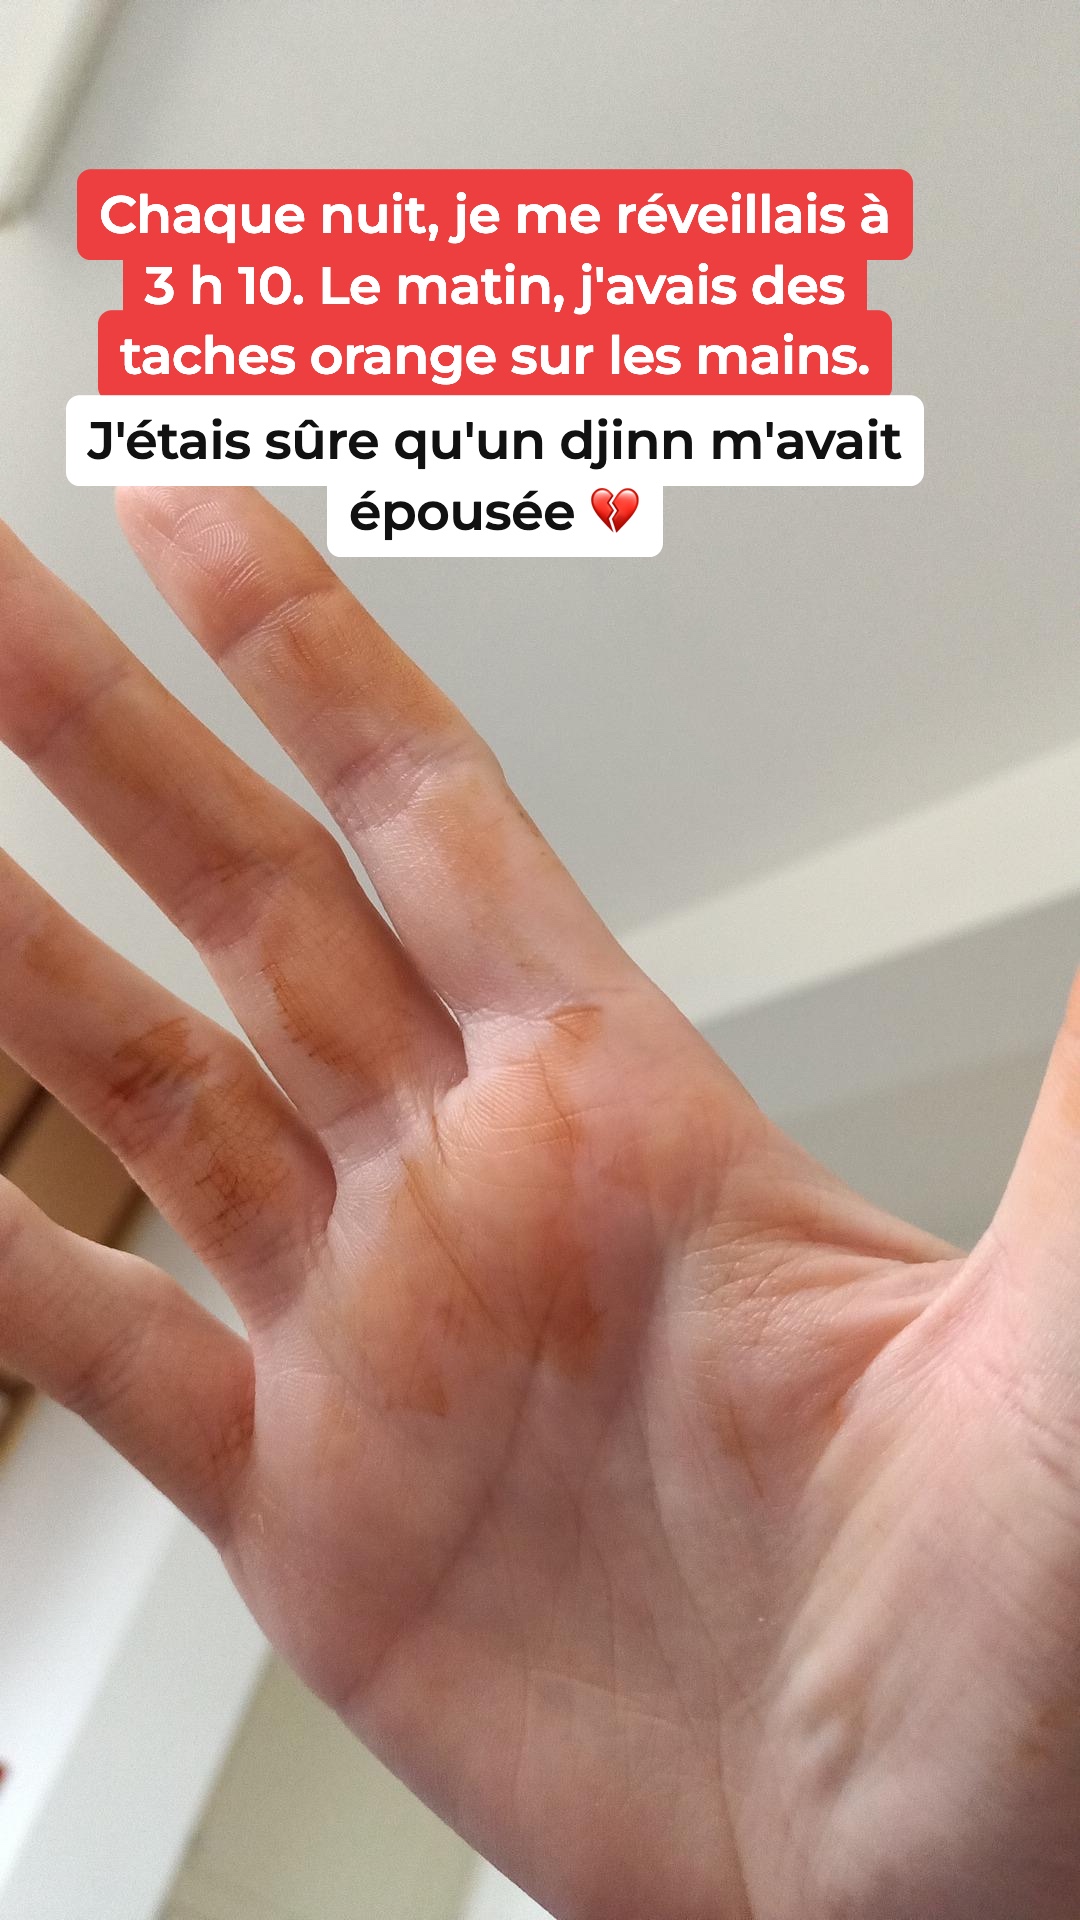 Chaque nuit, je me réveillais à
3 h 10. Le matin, j'avais des
taches orange sur les mains.
J'étais sûre qu'un djinn m'avait
épousée 💔